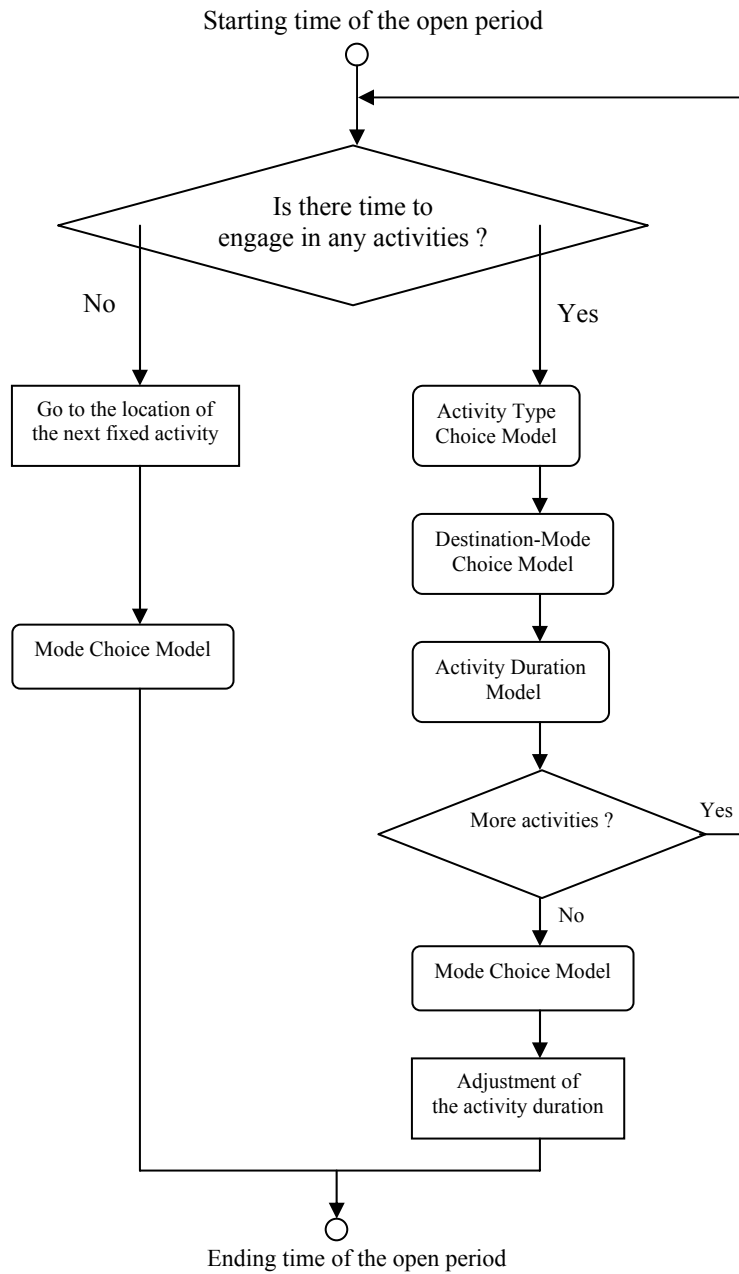 Starting time of the open period
Is there time to
engage in any activities ?
No
Yes
Go to the location of
the next fixed activity
Activity Type
Choice Model
Destination-Mode
Choice Model
Mode Choice Model
Activity Duration
Model
More activities ?
Yes
No
Mode Choice Model
Adjustment of
the activity duration
Ending time of the open period